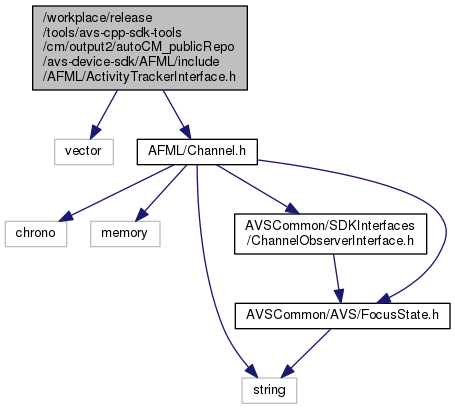 /workplace/release
/tools/avs-cpp-sdk-tools
/cm/output2/autoCM_publicRepo
/avs-device-sdk/AFML/include
/AFML/ActivityTrackerInterface.h
vector
AFML/Channel.h
chrono
memory
AVSCommon/SDKInterfaces
/ChannelObserverInterface.h
AVSCommon/AVS/FocusState.h
string